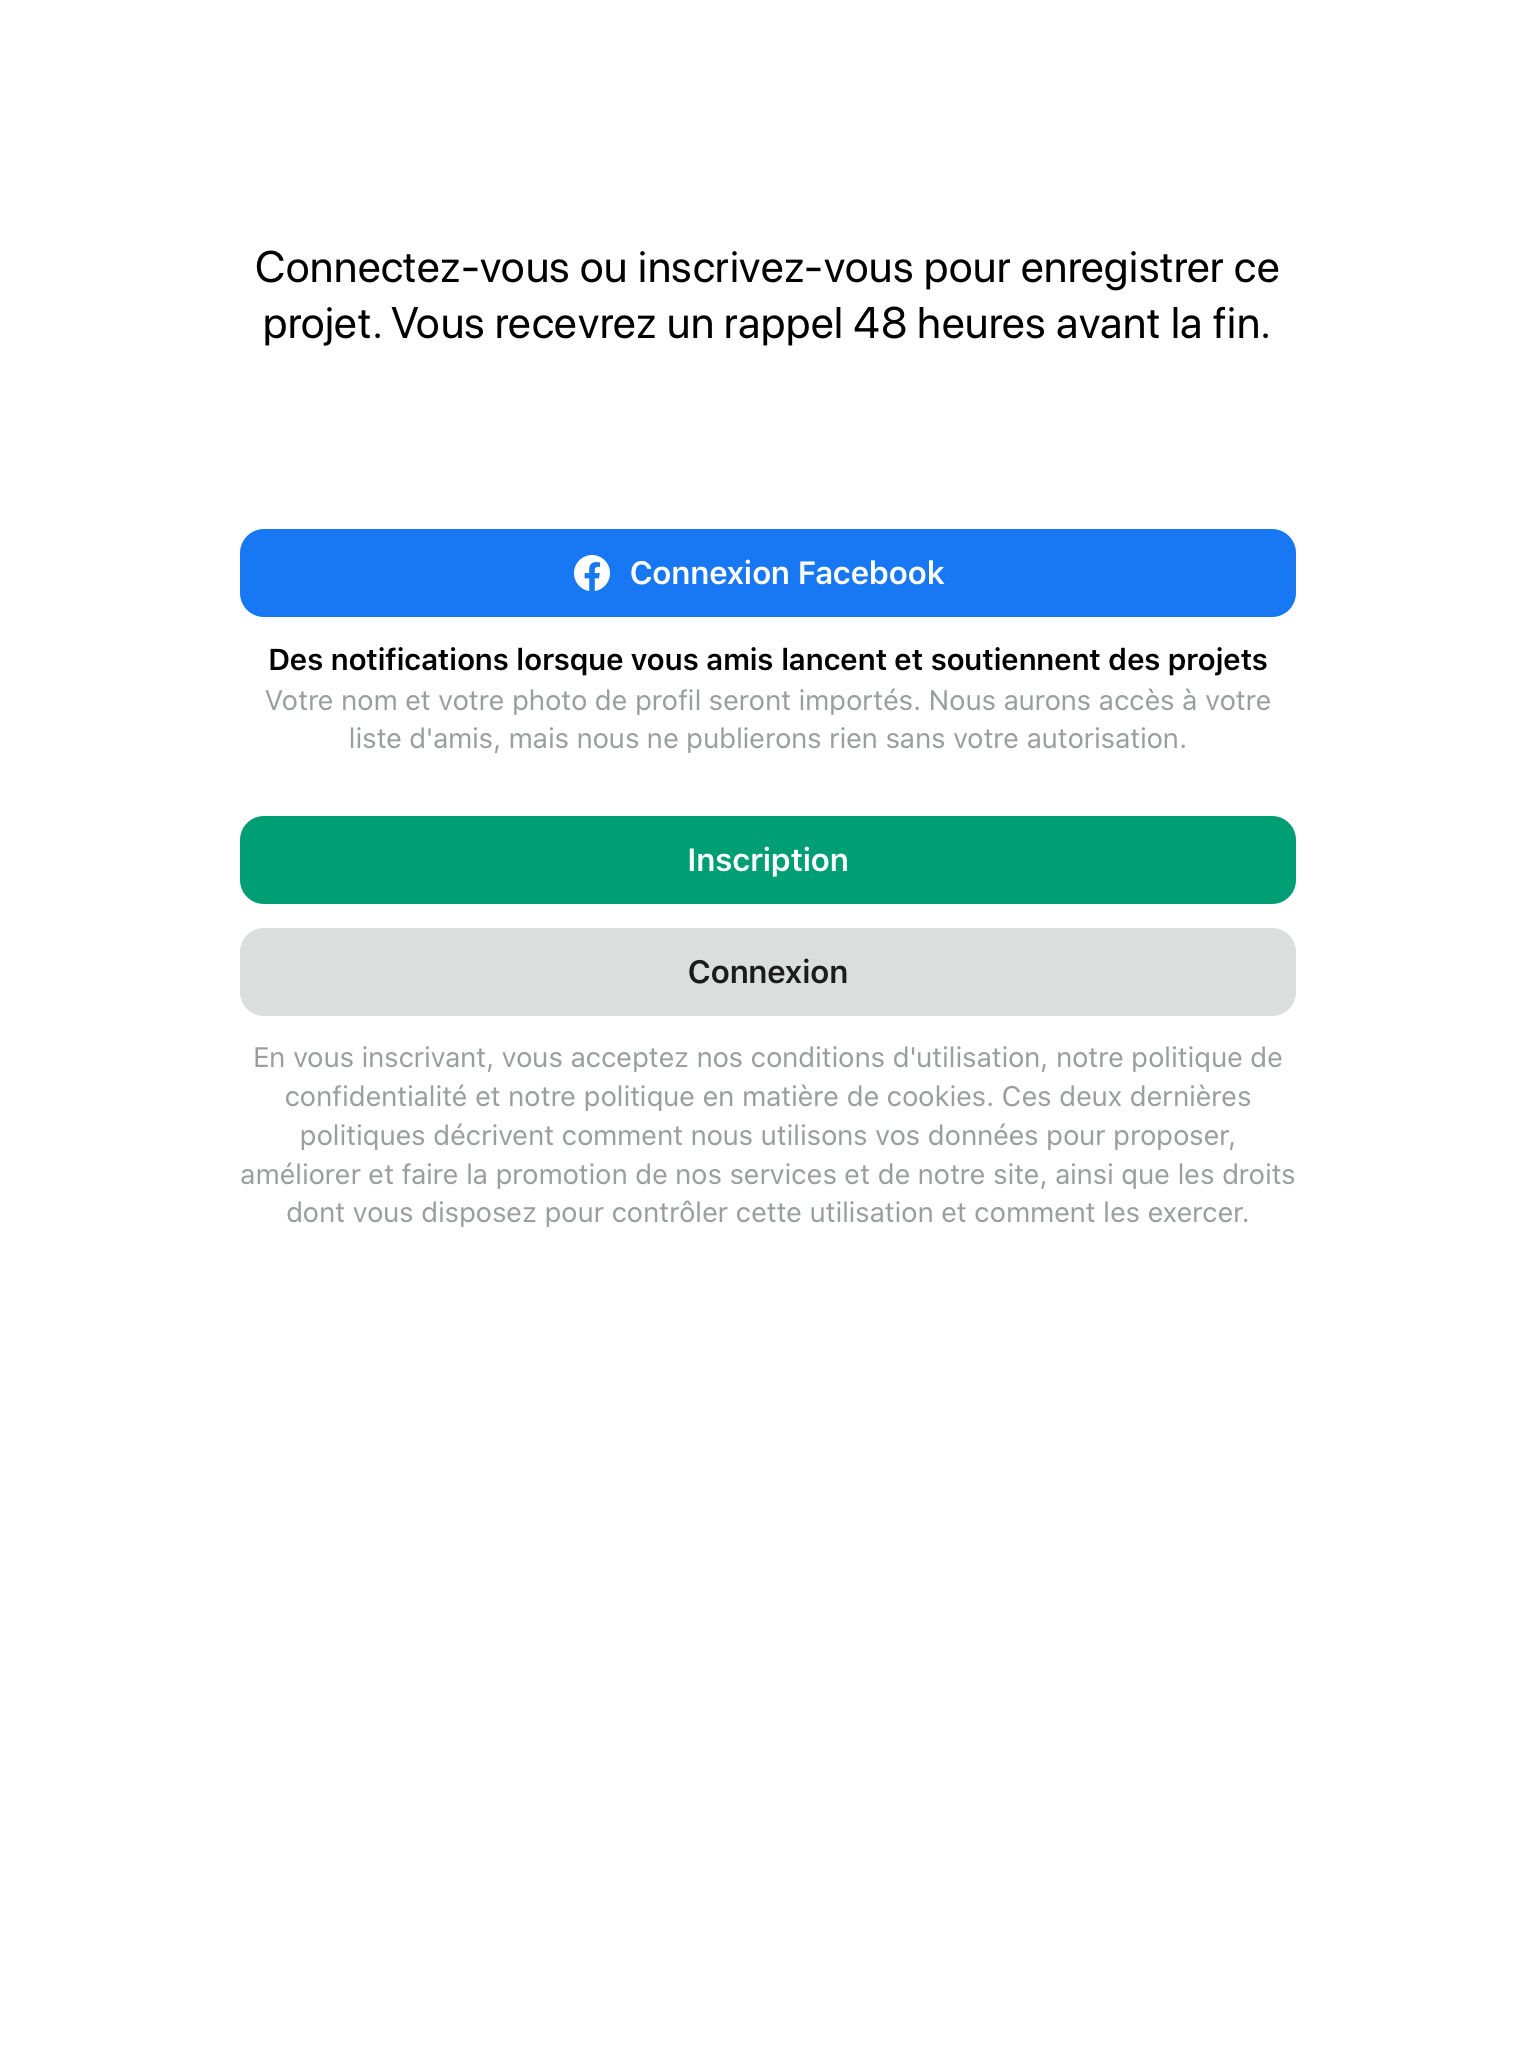 Connectez-vous ou inscrivez-vous pour enregistrer ce
projet. Vous recevrez un rappel 48 heures avant la fin.
Connexion Facebook
Des notifications lorsque vous amis lancent et soutiennent des projets
Votre nom et votre photo de profil seront importés. Nous aurons accès à votre
liste d'amis, mais nous ne publierons rien sans votre autorisation.
Inscription
Connexion
En vous inscrivant, vous acceptez nos conditions d'utilisation, notre politique de
confidentialité et notre politique en matière de cookies. Ces deux dernières
politiques décrivent comment nous utilisons vos données pour proposer,
améliorer et faire la promotion de nos services et de notre site, ainsi que les droits
dont vous disposez pour contrôler cette utilisation et comment les exercer.